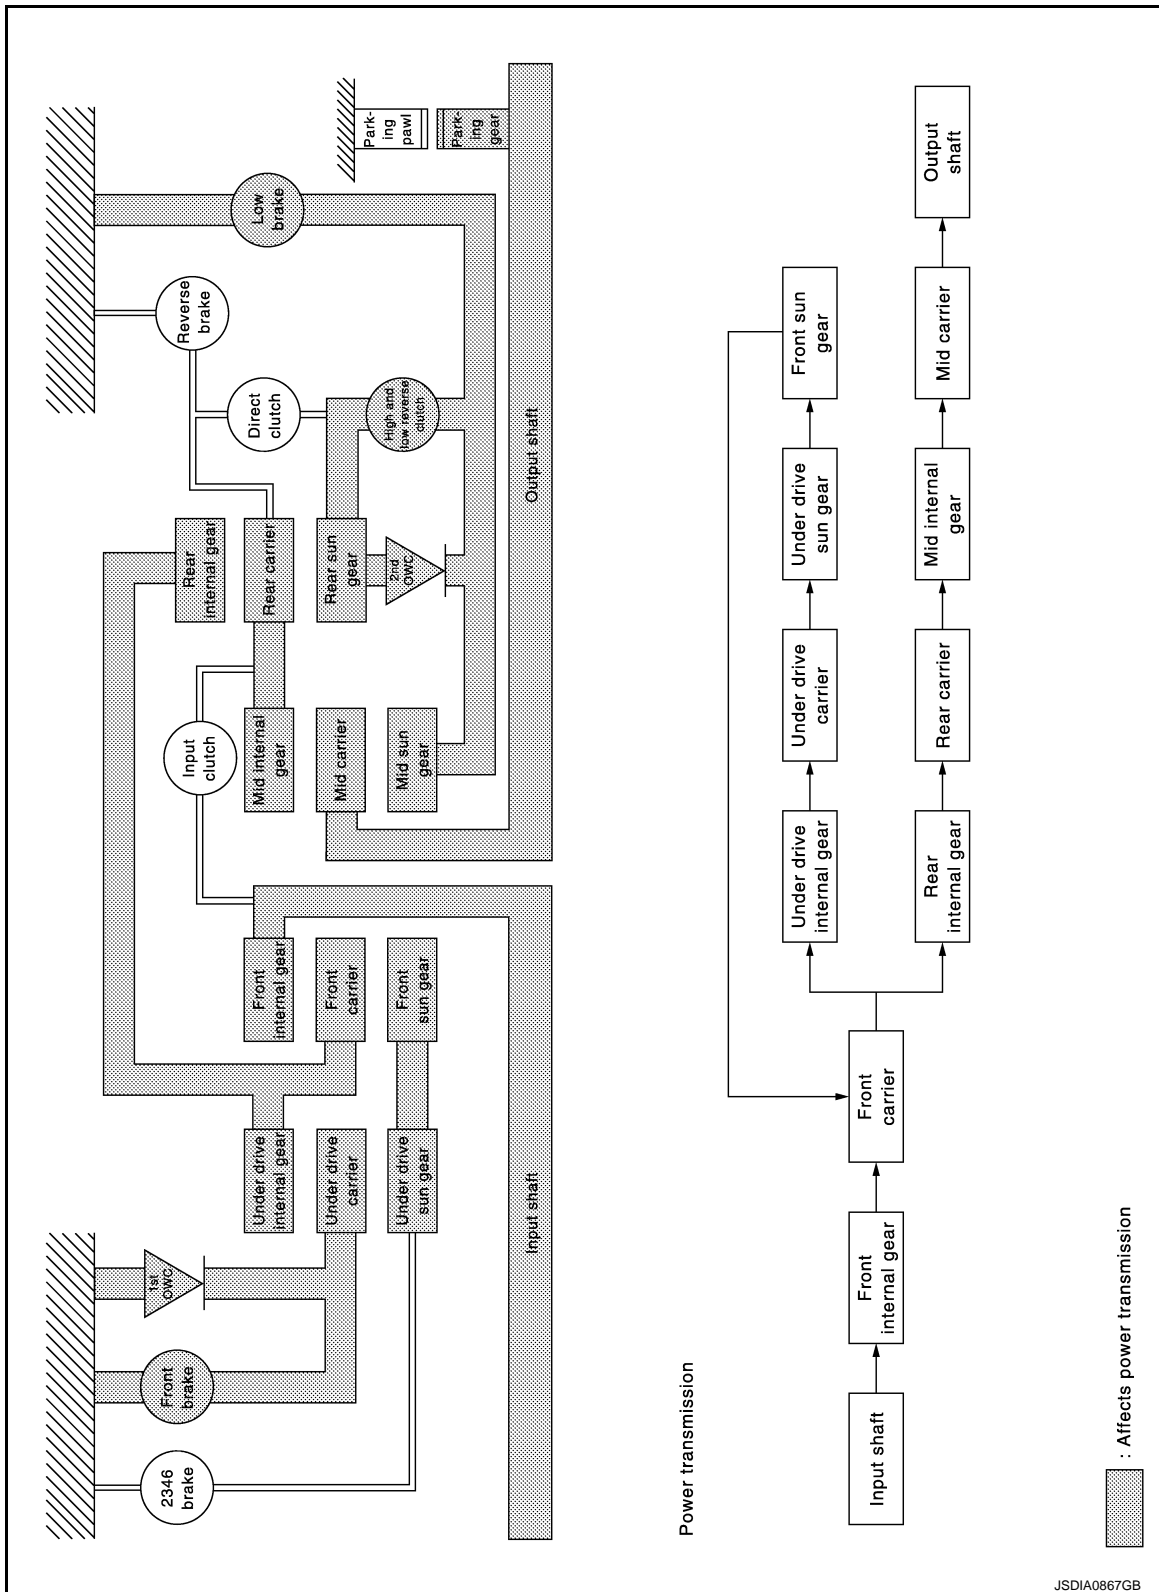 2346
brake
Front
brake
1st
OWC
Under drive
internal gear
Under drive
carrier
Under drive
sun gear
Front
internal gear
Front
carrier
Front
sun gear
Input shaft
Input
clutch
Mid internal
gear
Mid carrier
Mid sun
gear
Rear
internal gear
Rear carrier
Rear sun
gear
2nd
OWC
Direct
clutch
High and
low reverse
clutch
Reverse
brake
Low
brake
Park-
ing
pawl
Park-
ing
gear
Output shaft
Power transmission
Input shaft
Front
internal gear
Front
carrier
Under drive
internal gear
Under drive
carrier
Under drive
sun gear
Front sun
gear
Rear
internal gear
Rear carrier
Mid internal
gear
Mid carrier
Output
shaft
: Affects power transmission
JSDIA0867GB